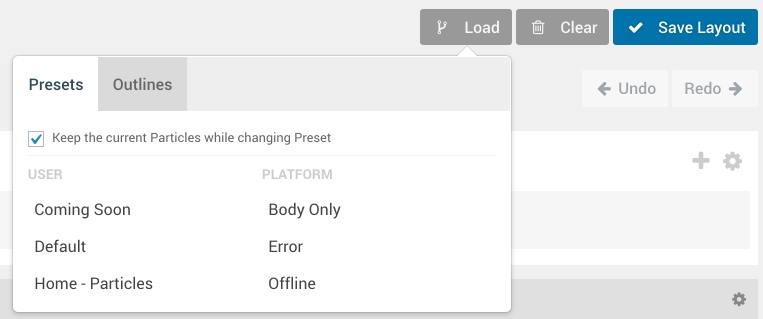 Load
Clear
Save Layout
Presets
Outlines
Undo
Redo
Keep the current Particles while changing Preset
USER
PLATFORM
Coming Soon
Body Only
Default
Error
Home - Particles
Offline